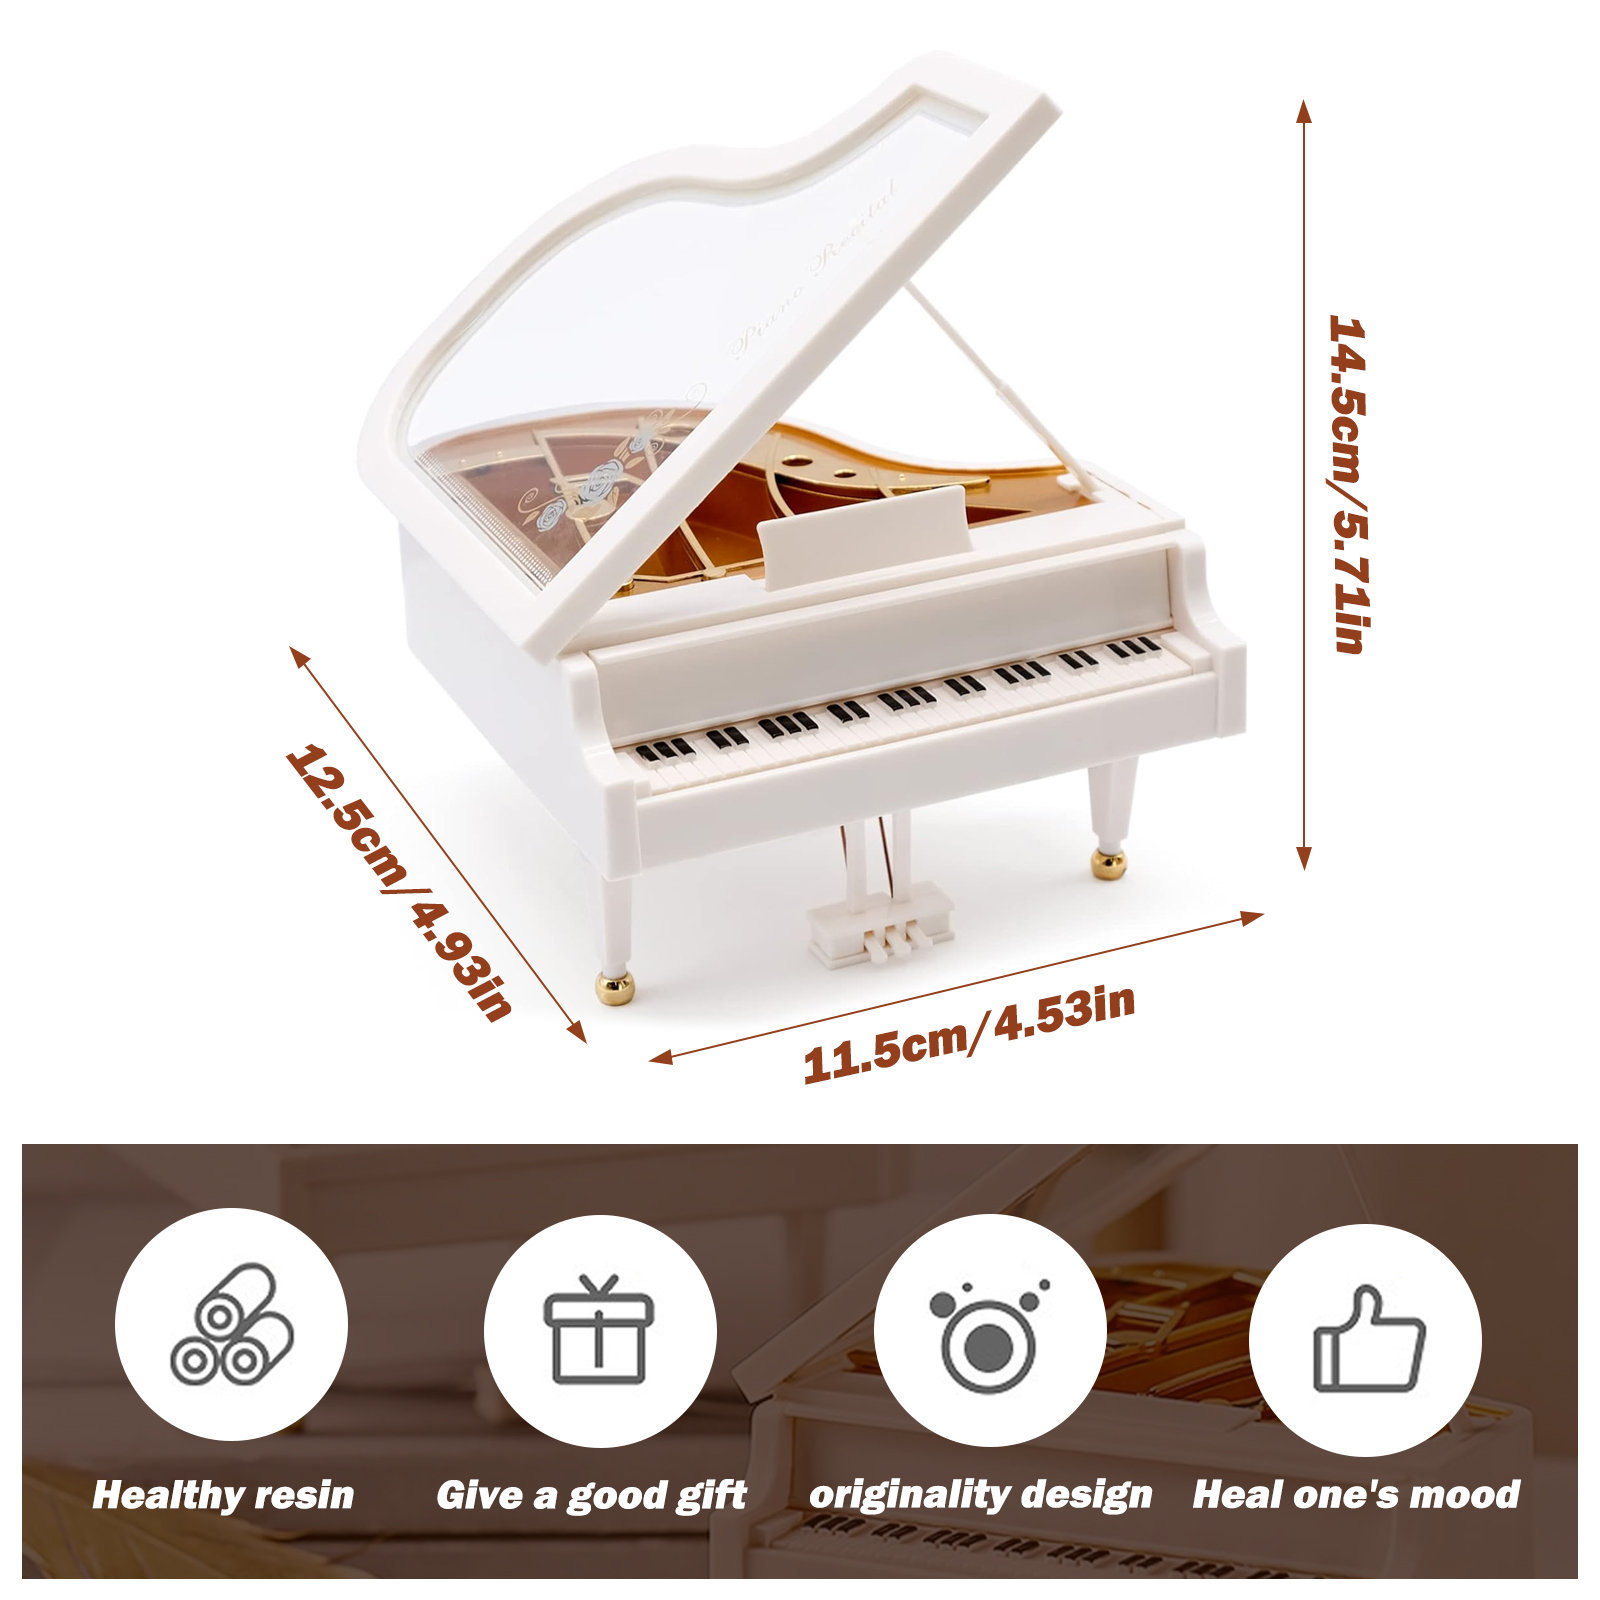 Piano Recital
14.5cm/5.71in
12.5cm/4.93in
11.5cm/4.53in
Healthy resin
Give a good gift
originality design
Heal one's mood